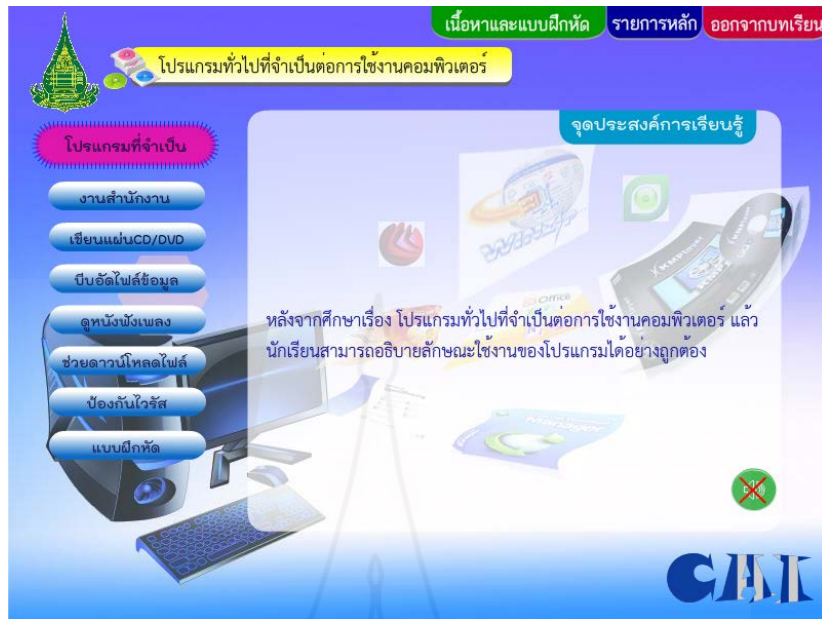 เนื้อหาและแบบฝึกหัด รายการหลัก ออกจากบทเรียน
โปรแกรมทั่วไปที่จำเป็นต่อการใช้งานคอมพิวเตอร์
จุดประสงค์การเรียนรู้
โปรแกรมที่จำเป็น
งานสำนักงาน
เขียนแผ่นCD/DVD
บีบอัดไฟล์ข้อมูล
ดูหนังฟังเพลง
ช่วยดาวน์โหลดไฟล์
ป้องกันไวรัส
แบบฝึกหัด
หลังจากศึกษาเรื่อง โปรแกรมทั่วไปที่จำเป็นต่อการใช้งานคอมพิวเตอร์ แล้ว
นักเรียนสามารถอธิบายลักษณะใช้งานของโปรแกรมได้อย่างถูกต้อง
KMPlayer
Office
Manager
CAI